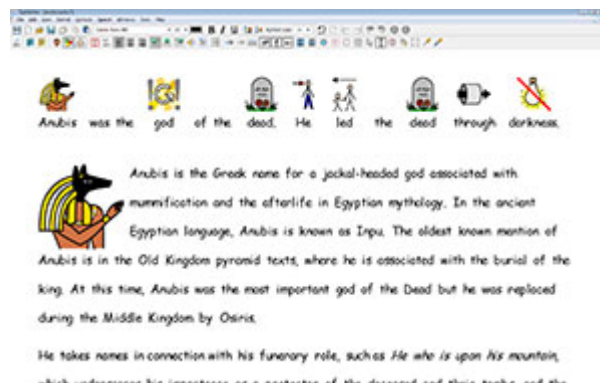 Anubis was the god of the dead. He led the dead through darkness.
Anubis is the Greek name for a jackal-headed god associated with
mummification and the afterlife in Egyptian mythology. In the ancient
Egyptian language, Anubis is known as Inpu. The oldest known mention of
Anubis is in the Old Kingdom pyramid texts, where he is associated with the burial of the
king. At this time, Anubis was the most important god of the Dead but he was replaced
during the Middle Kingdom by Osiris.
He takes names in connection with his funerary role, such as He who is upon his mountain,